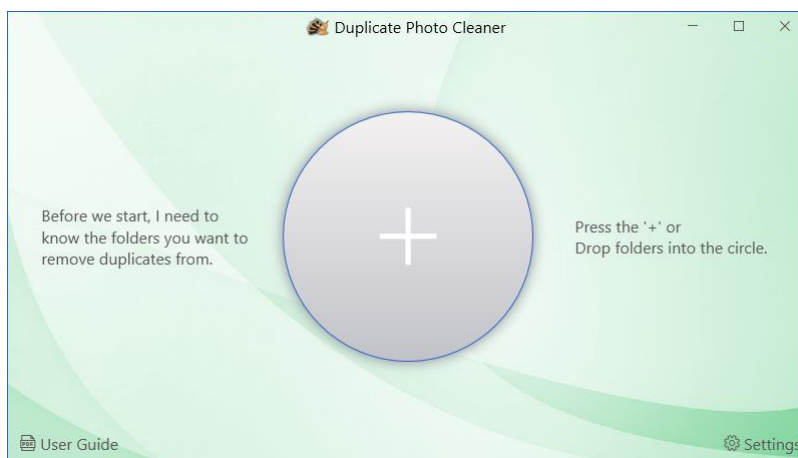 Duplicate Photo Cleaner
Before we start, I need to
know the folders you want to
remove duplicates from.
+
Press the '+' or
Drop folders into the circle.
PDF
User Guide
Settings